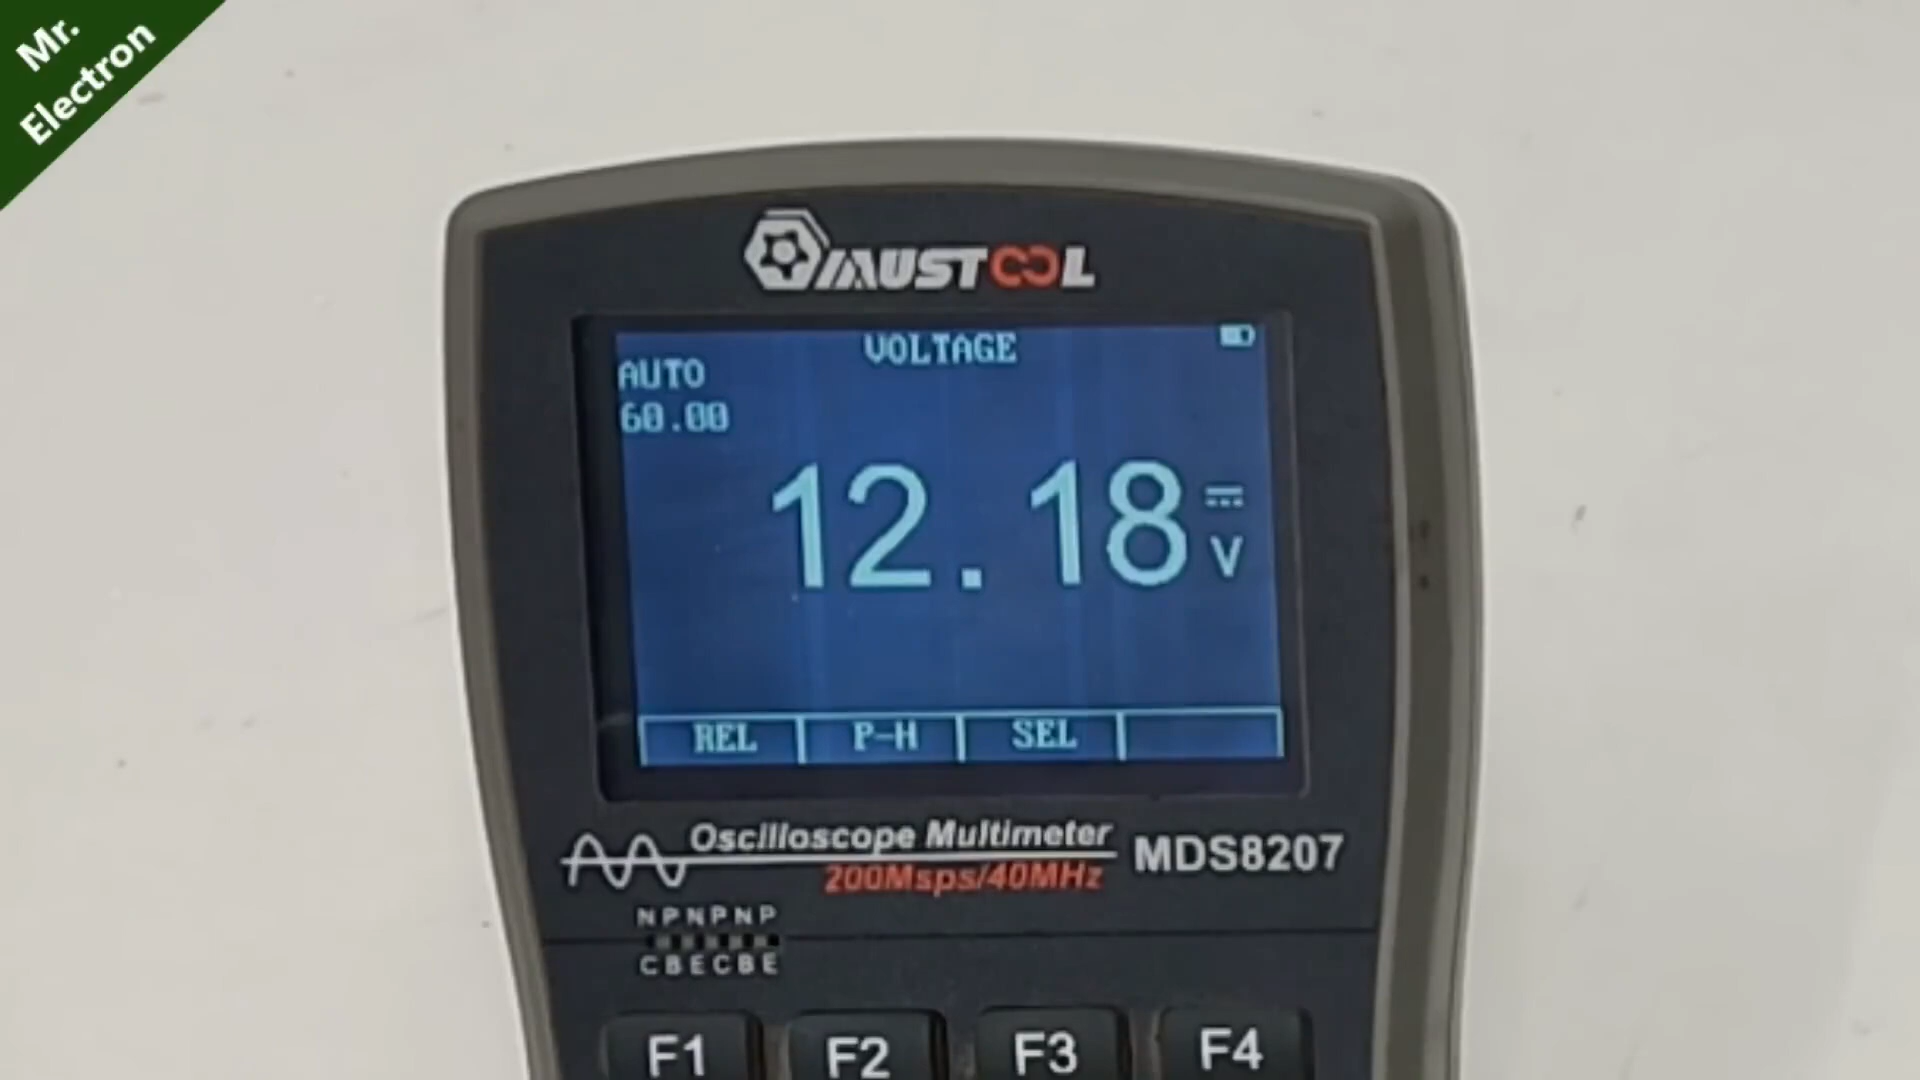 Mr.
Electron
MUSTOOL
VOLTAGE
AUTO
60.00
12.18 V
REL P-H SEL
Oscilloscope Multimeter
200Msps/40MHz
MDS8207
NPNPNP
CBECBE
F1 F2 F3 F4